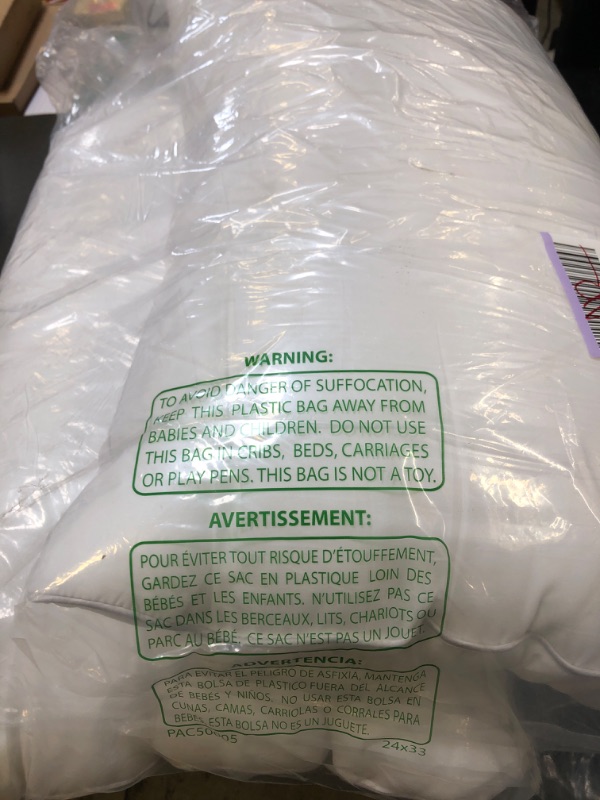 WARNING:
TO AVOID DANGER OF SUFFOCATION,
KEEP THIS PLASTIC BAG AWAY FROM
BABIES AND CHILDREN. DO NOT USE
THIS BAG IN CRIBS, BEDS, CARRIAGES
OR PLAY PENS. THIS BAG IS NOT A TOY.
AVERTISSEMENT:
POUR ÉVITER TOUT RISQUE D'ÉTOUFFEMENT,
GARDEZ CE SAC EN PLASTIQUE LOIN DES
BÉBÉS ET LES ENFANTS. N'UTILISEZ PAS CE
SAC DANS LES BERCEAUX, LITS, CHARIOTS OU
PARC AU BÉBÉ. CE SAC N'EST PAS UN JOUET.
ADVERTENCIA:
PARA EVITAR EL PELIGRO DE ASFIXIA, MANTENGA
ESTA BOLSA DE PLASTICO FUERA DEL ALCANCE
DE BEBES Y NINOS. NO USAR ESTA BOLSA EN
CUNAS, CAMAS, CARRIOLAS O CORRALES PARA
BEBES. ESTA BOLSA NO ES UN JUGUETE.
24x33